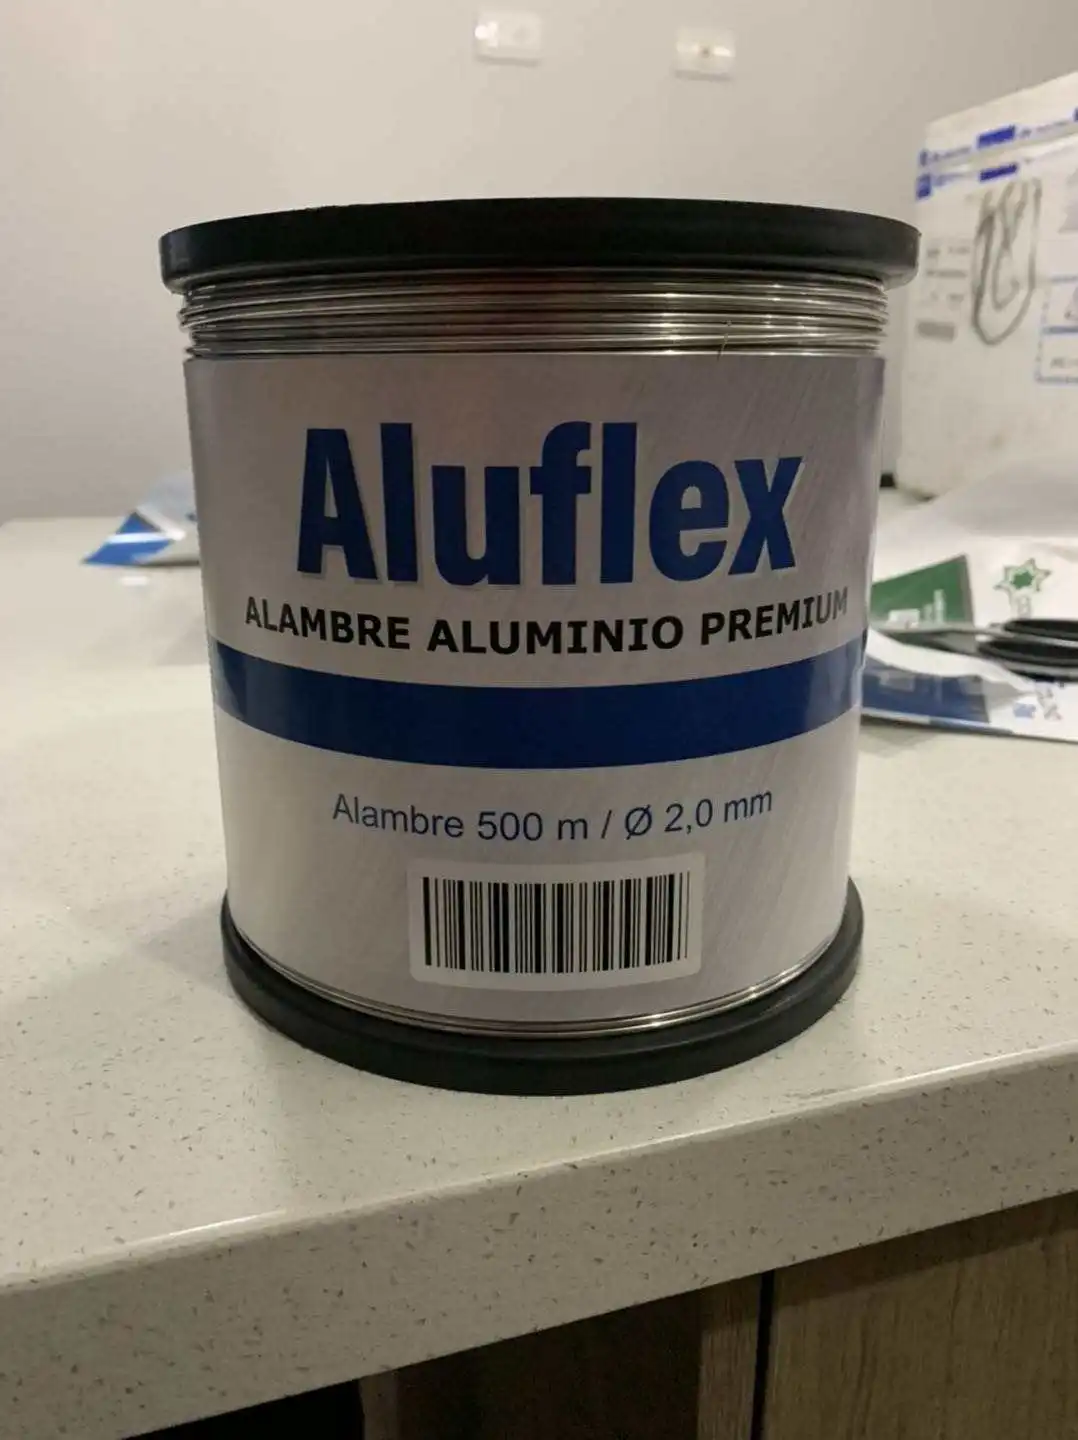 Aluflex
ALAMBRE ALUMINIO PREMIUM
Alambre 500 m / Ø 2,0 mm